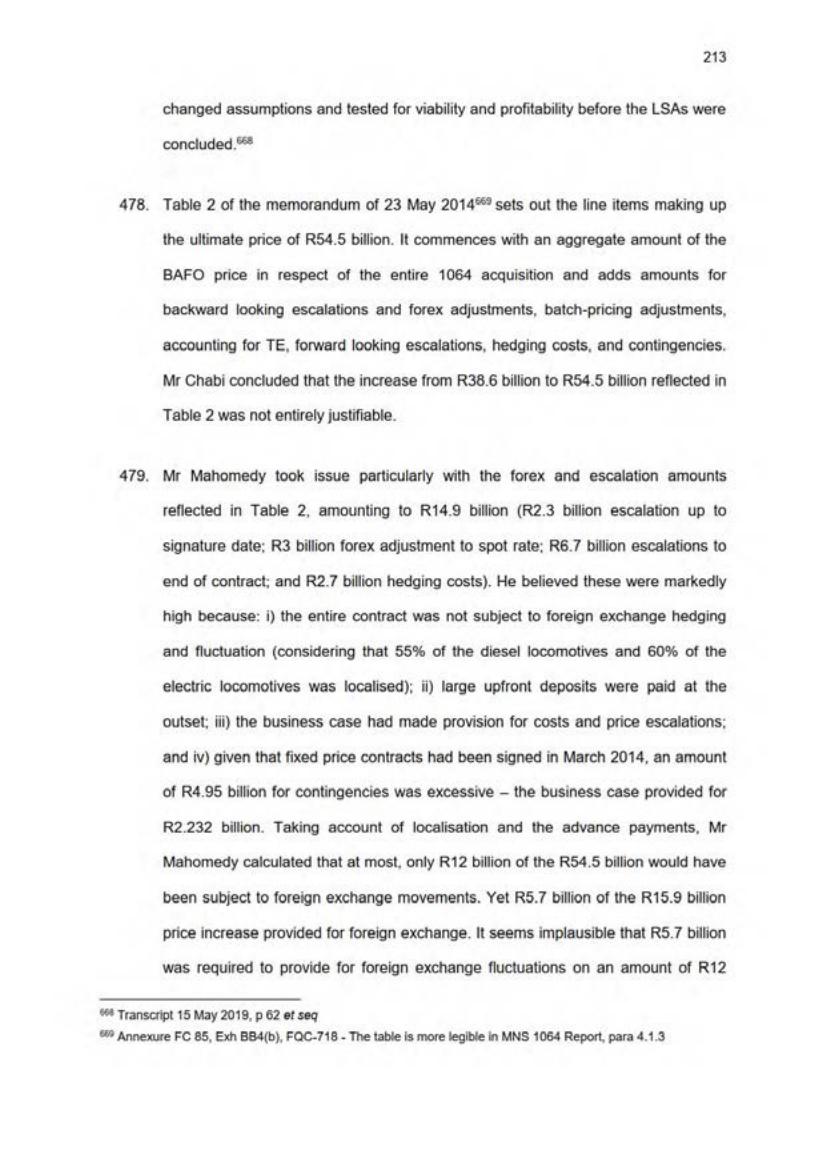 213
changed assumptions and tested for viability and profitability before the LSAs were
concluded.668
478. Table 2 of the memorandum of 23 May 2014669 sets out the line items making up
the ultimate price of R54.5 billion. It commences with an aggregate amount of the
BAFO price in respect of the entire 1064 acquisition and adds amounts for
backward looking escalations and forex adjustments, batch-pricing adjustments,
accounting for TE, forward looking escalations, hedging costs, and contingencies.
Mr Chabi concluded that the increase from R38.6 billion to R54.5 billion reflected in
Table 2 was not entirely justifiable.
479. Mr Mahomedy took issue particularly with the forex and escalation amounts
reflected in Table 2, amounting to R14.9 billion (R2.3 billion escalation up to
signature date; R3 billion forex adjustment to spot rate; R6.7 billion escalations to
end of contract; and R2.7 billion hedging costs). He believed these were markedly
high because: i) the entire contract was not subject to foreign exchange hedging
and fluctuation (considering that 55% of the diesel locomotives and 60% of the
electric locomotives was localised); ii) large upfront deposits were paid at the
outset; iii) the business case had made provision for costs and price escalations;
and iv) given that fixed price contracts had been signed in March 2014, an amount
of R4.95 billion for contingencies was excessive – the business case provided for
R2.232 billion. Taking account of localisation and the advance payments, Mr
Mahomedy calculated that at most, only R12 billion of the R54.5 billion would have
been subject to foreign exchange movements. Yet R5.7 billion of the R15.9 billion
price increase provided for foreign exchange. It seems implausible that R5.7 billion
was required to provide for foreign exchange fluctuations on an amount of R12
668 Transcript 15 May 2019, p 62 et seq
669 Annexure FC 85, Exh BB4(b), FQC-718 - The table is more legible in MNS 1064 Report, para 4.1.3